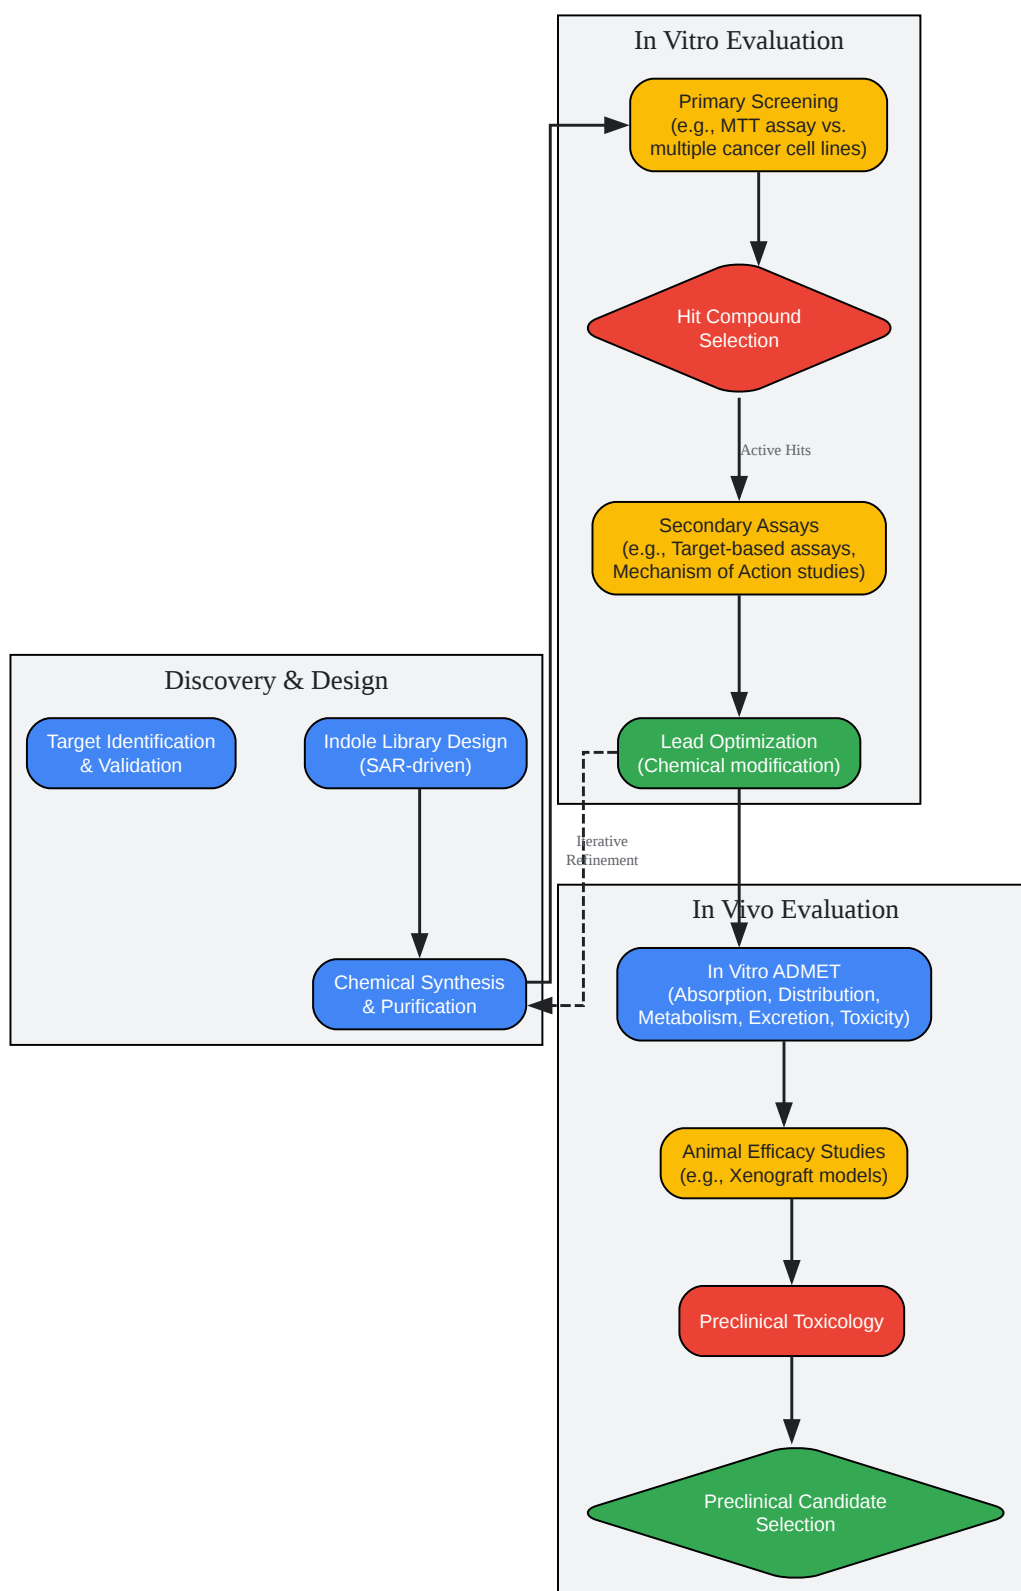 In Vitro Evaluation
Primary Screening
(e.g., MTT assay vs.
multiple cancer cell lines)
Hit Compound
Selection
Active Hits
Secondary Assays
(e.g., Target-based assays,
Mechanism of Action studies)
Lead Optimization
(Chemical modification)
Discovery & Design
Target Identification
& Validation
Indole Library Design
(SAR-driven)
Chemical Synthesis
& Purification
Iterative
Refinement
In Vivo Evaluation
In Vitro ADMET
(Absorption, Distribution,
Metabolism, Excretion, Toxicity)
Animal Efficacy Studies
(e.g., Xenograft models)
Preclinical Toxicology
Preclinical Candidate
Selection